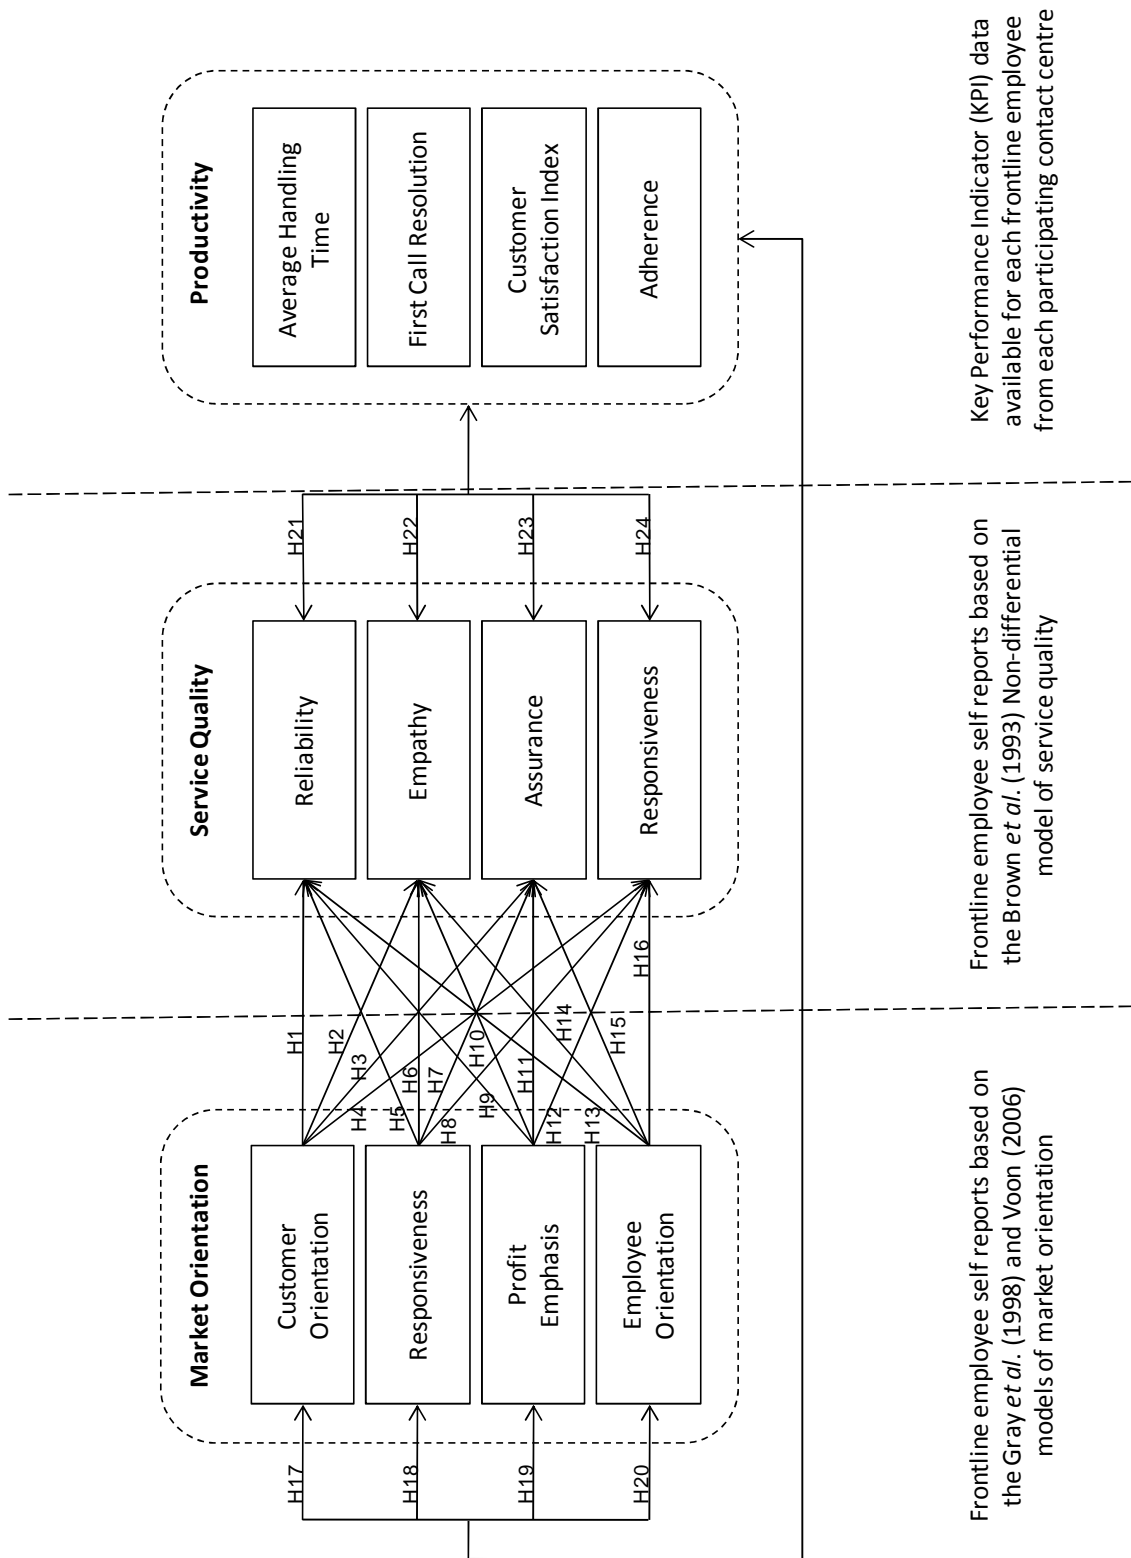 Market Orientation
Customer
Orientation
Responsiveness
Profit
Emphasis
Employee
Orientation
H17
H18
H19
H20
H1
H2
H3
H4
H5
H6
H7
H8
H9
H10
H11
H12
H13
H14
H15
H16
Service Quality
Reliability
Empathy
Assurance
Responsiveness
H21
H22
H23
H24
Productivity
Average Handling
Time
First Call Resolution
Customer
Satisfaction Index
Adherence
Frontline employee self reports based on
the Gray et al. (1998) and Voon (2006)
models of market orientation
Frontline employee self reports based on
the Brown et al. (1993) Non-differential
model of service quality
Key Performance Indicator (KPI) data
available for each frontline employee
from each participating contact centre